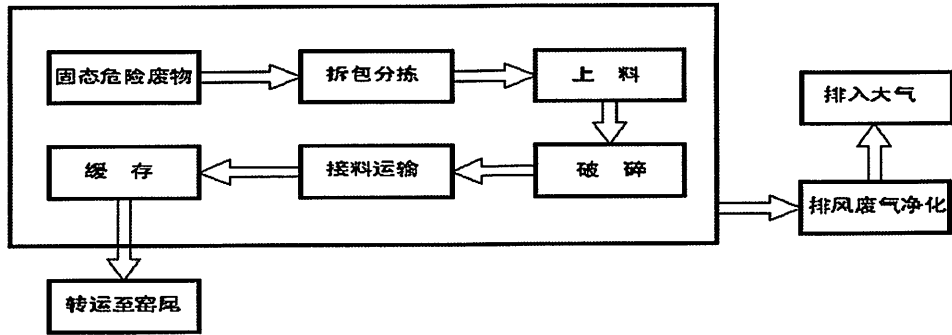 固态危险废物
拆包分拣
上 料
排入大气
缓 存
接料运输
破 碎
排风废气净化
转运至窑尾